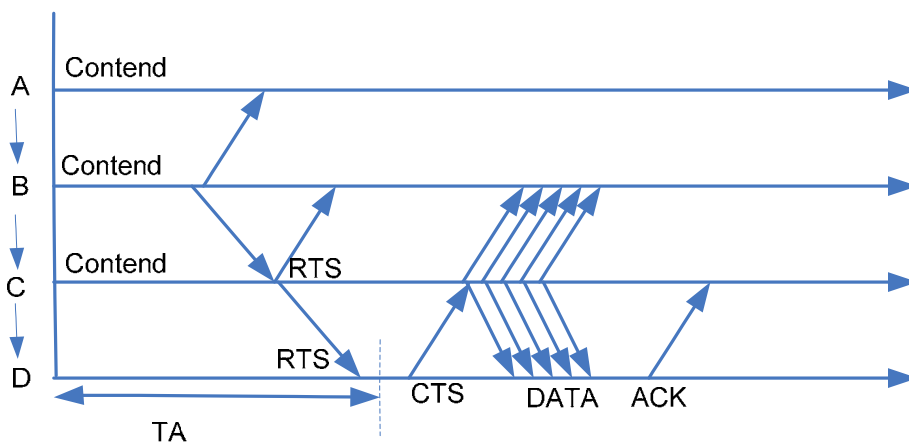 Contend
A
Contend
B
Contend
C
RTS
RTS
D
CTS
DATA
ACK
TA